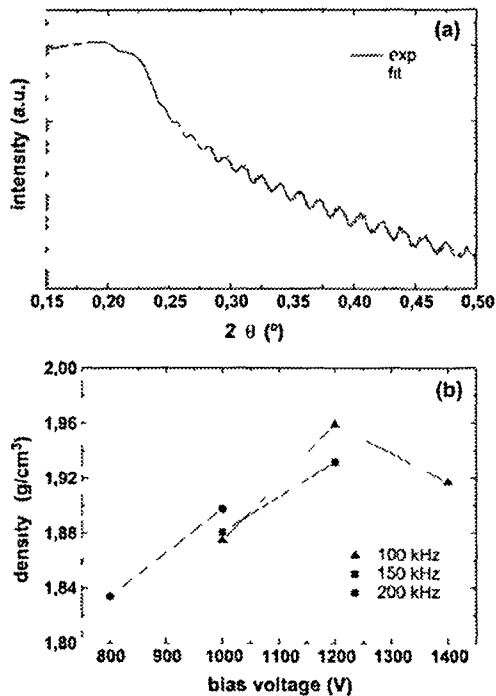 (a)
exp
fit
intensity (a.u.)
0,15 0,20 0,25 0,30 0,35 0,40 0,45 0,50
2 θ (°)
(b)
2,00
1,96
1,92
1,88
1,84
1,80
density (g/cm³)
100 kHz
150 kHz
200 kHz
800 900 1000 1100 1200 1300 1400
bias voltage (V)